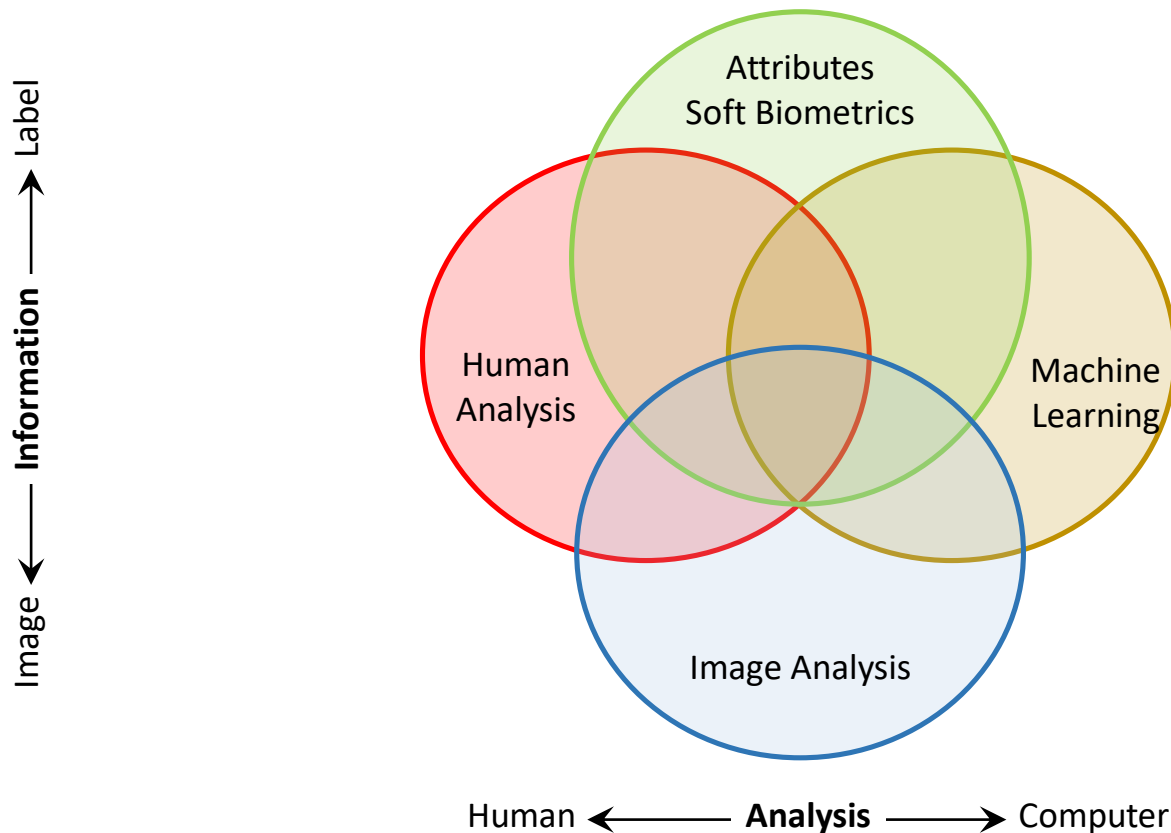 Attributes
Soft Biometrics
Human
Analysis
Machine
Learning
Image Analysis
Image Information Label
Human Analysis Computer